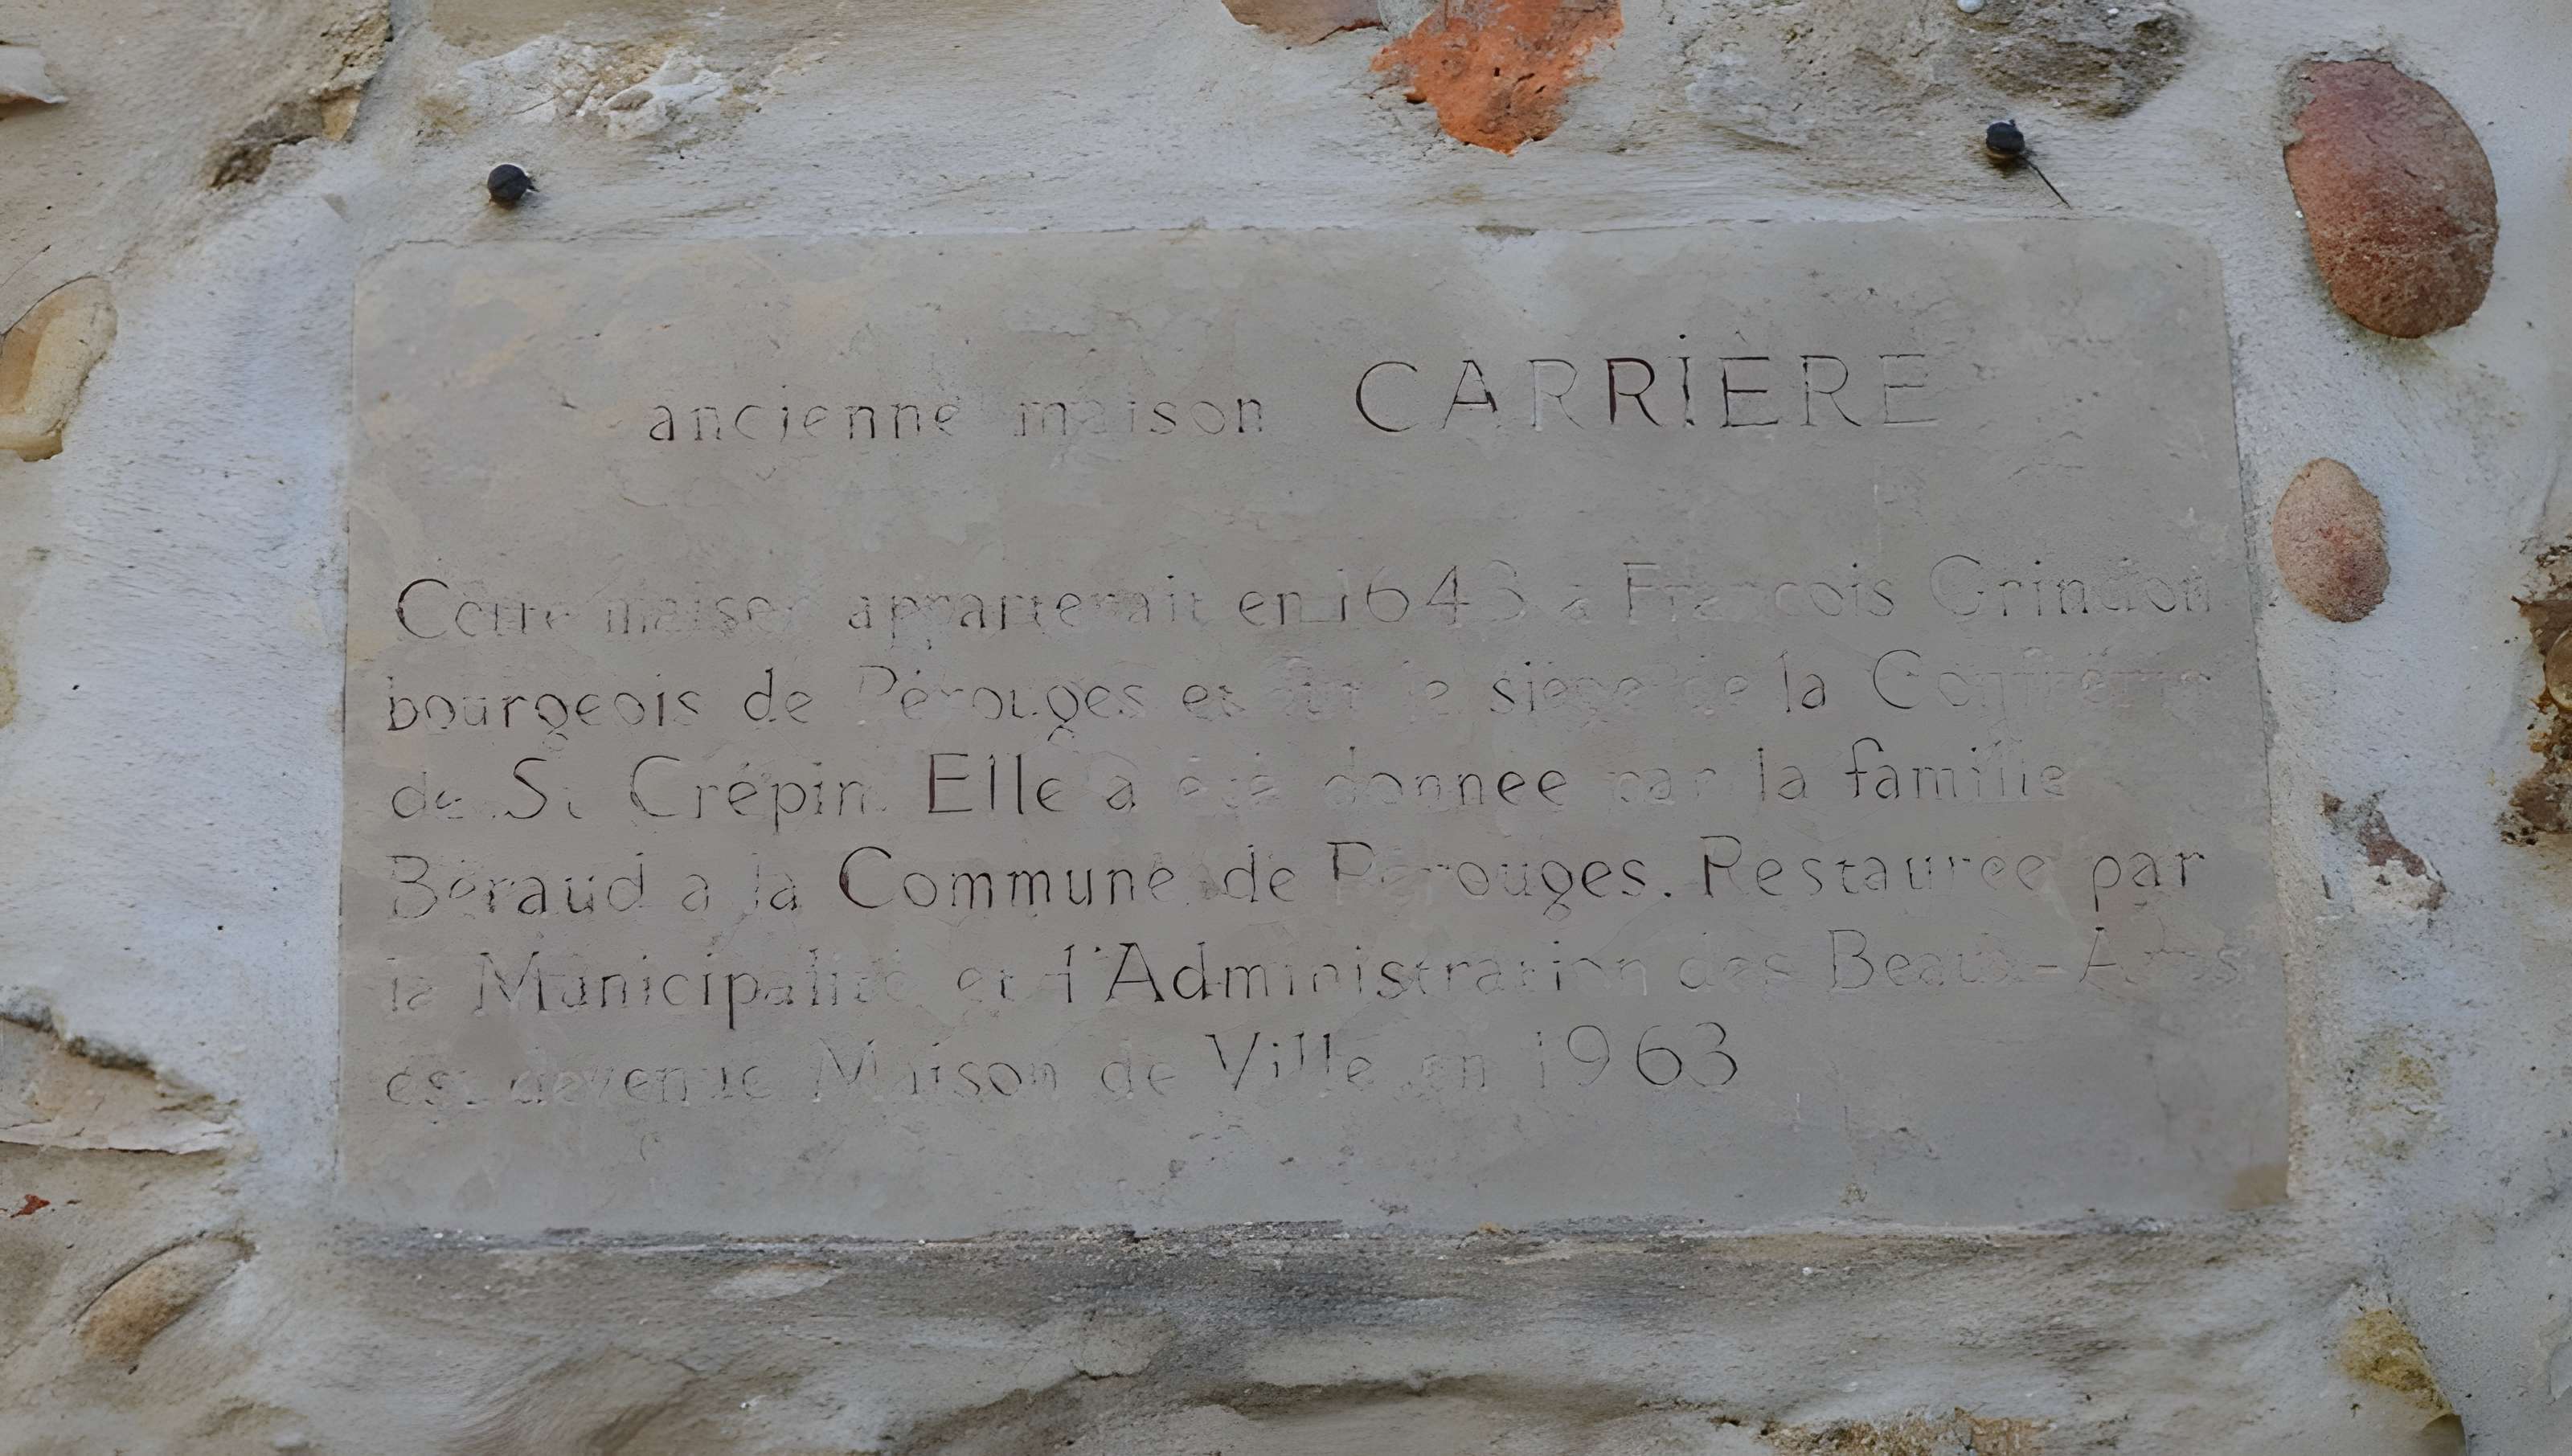 ancienne maison CARRIÈRE
Cette maison appartenait en 1643 a François Grindon
bourgeois de Pérouges et fut le siège de la Confrérie
de St Crépin. Elle a été donnée par la famille
Béraud a la Commune de Pérouges. Restaurée par
la Municipalité et l'Administration des Beaux-Arts
est devenue Maison de Ville en 1963